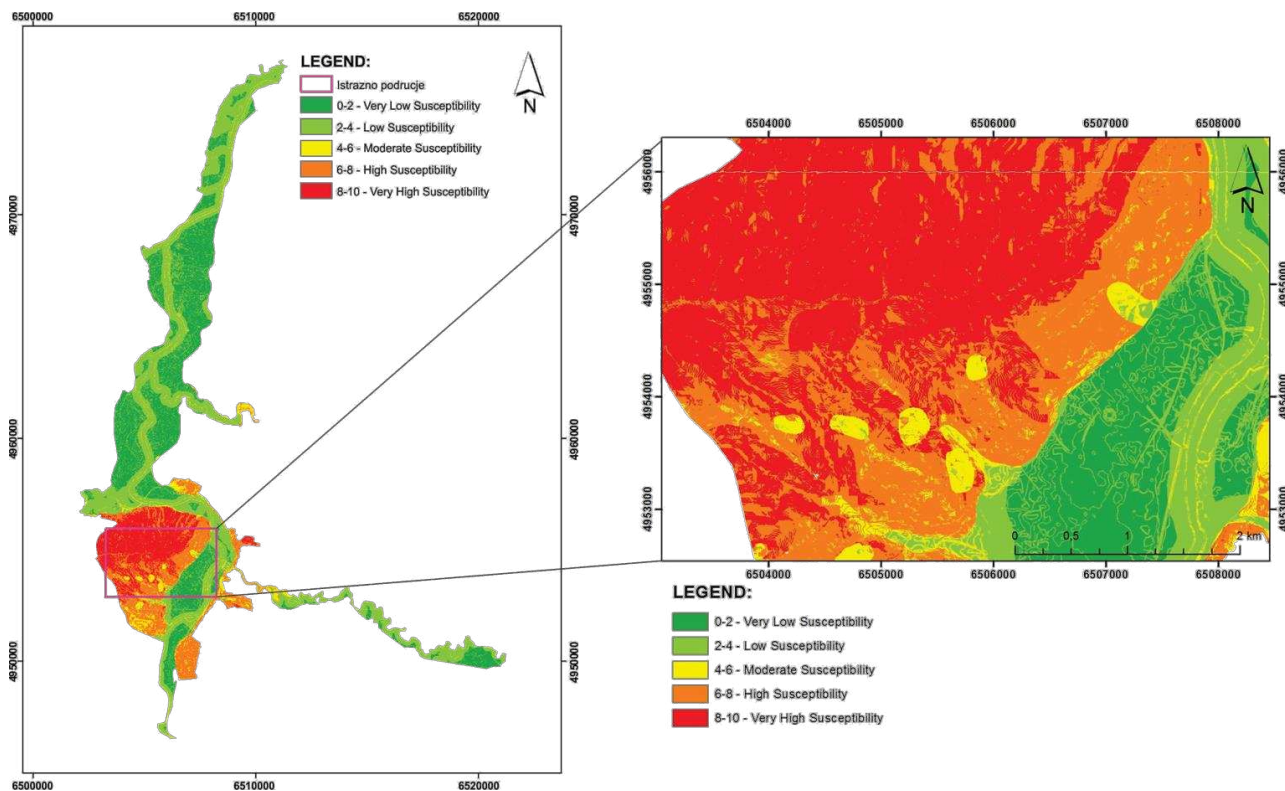 6500000 6510000 6520000
LEGEND:
Istrazno podrucje
0-2 - Very Low Susceptibility
2-4 - Low Susceptibility
4-6 - Moderate Susceptibility
6-8 - High Susceptibility
8-10 - Very High Susceptibility
N
4970000 4970000
4960000 4960000
4950000 4950000
6500000 6510000 6520000
6504000 6505000 6506000 6507000 6508000
N
4956000 4956000
4955000 4955000
4954000 4954000
4953000 4953000
0 0,5 1 2 km
6504000 6505000 6506000 6507000 6508000
LEGEND:
0-2 - Very Low Susceptibility
2-4 - Low Susceptibility
4-6 - Moderate Susceptibility
6-8 - High Susceptibility
8-10 - Very High Susceptibility